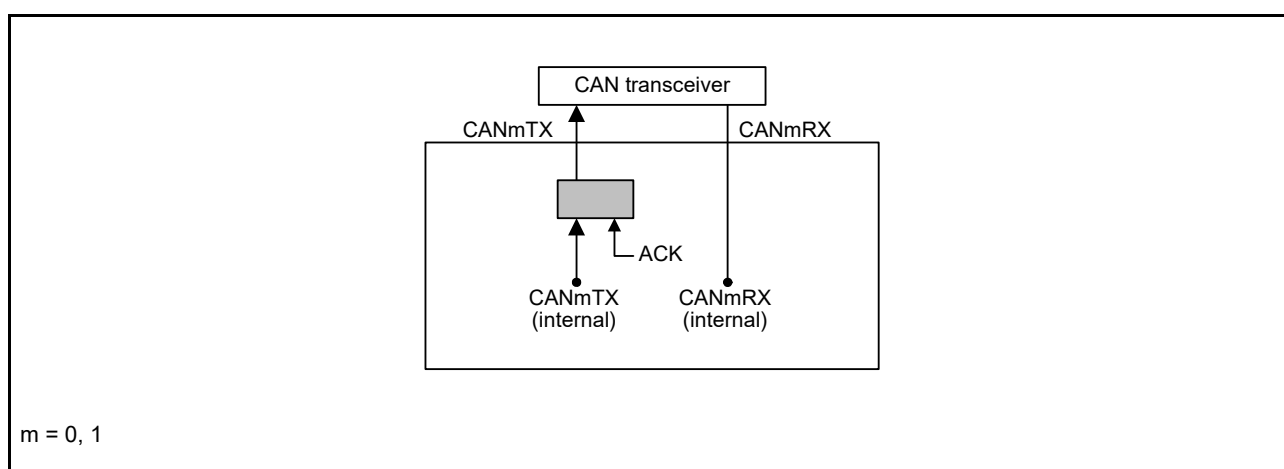 CAN transceiver
CANmTX
CANmRX
ACK
CANmTX
(internal)
CANmRX
(internal)
m = 0, 1